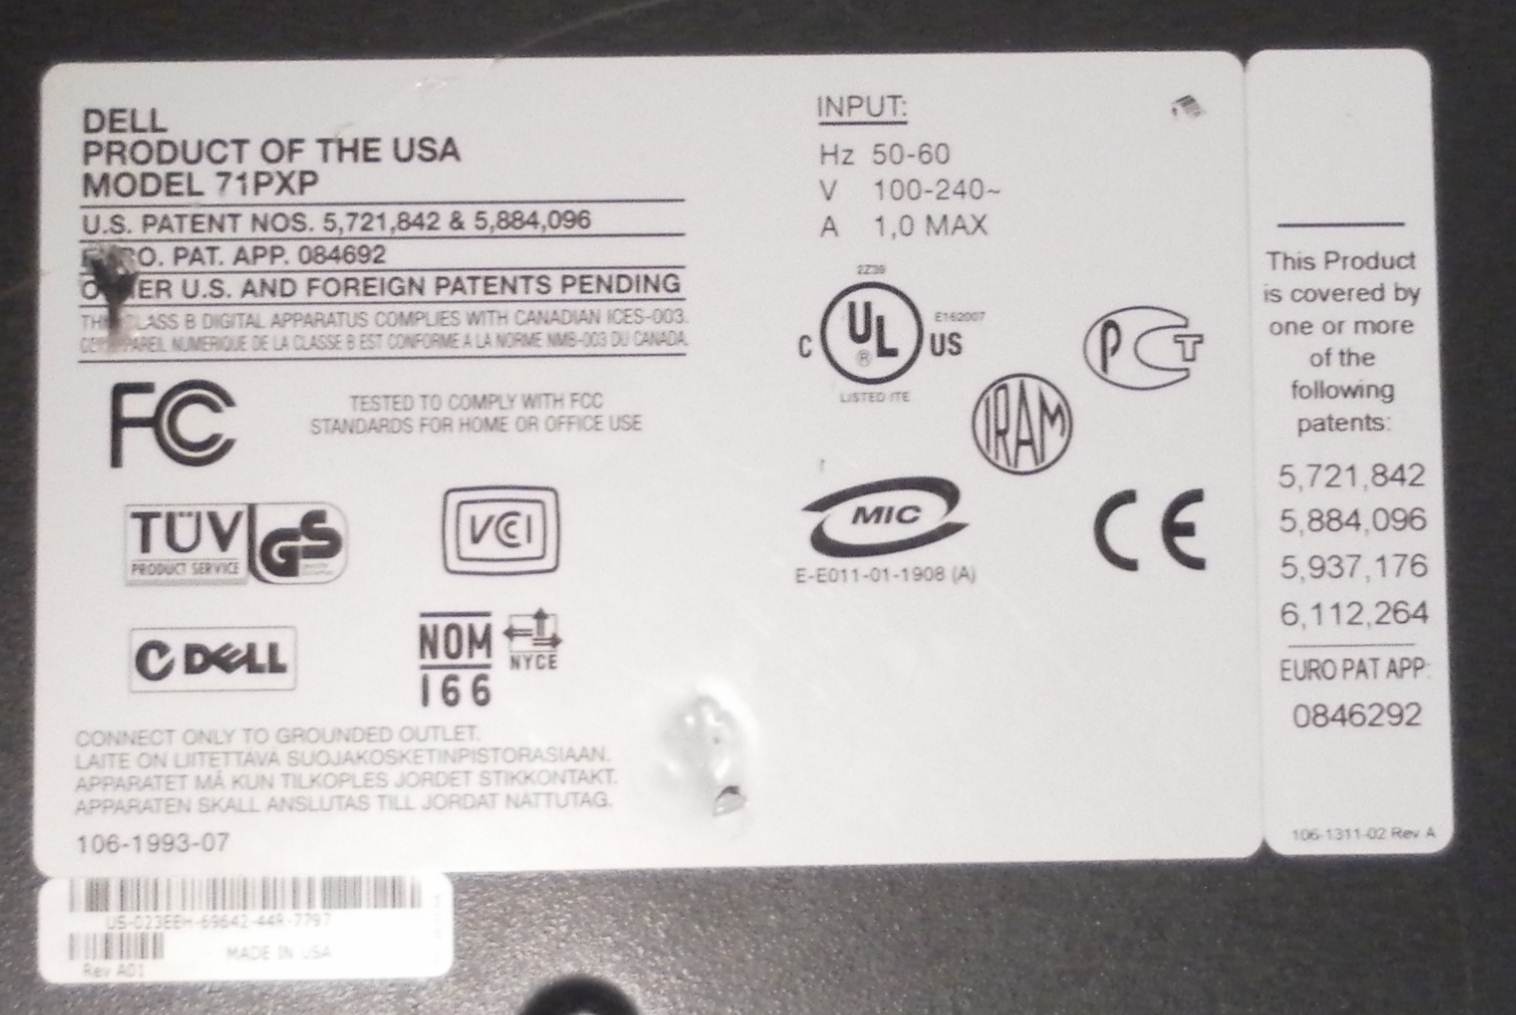 DELL
PRODUCT OF THE USA
MODEL 71PXP
U.S. PATENT NOS. 5,721,842 & 5,884,096
RO. PAT. APP. 084692
ER U.S. AND FOREIGN PATENTS PENDING
CLASS B DIGITAL APPARATUS COMPLIES WITH CANADIAN ICES-003.
NUMERIQUE DE LA CLASSE B EST CONFORME A LA NORME NMB-003 DU CANADA.
FC
TESTED TO COMPLY WITH FCC
STANDARDS FOR HOME OR OFFICE USE
TÜV GS
PRODUCT SERVICE
VCCI
DELL
NOM
NYCE
166
CONNECT ONLY TO GROUNDED OUTLET.
LAITE ON LIITETTAVA SUOJAKOSKETINPISTORASIAAN.
APPARATET MÅ KUN TILKOPLES JORDET STIKKONTAKT.
APPARATEN SKALL ANSLUTAS TILL JORDAT NATTUTAG.
106-1993-07
US-023EEH-69642-44R-7797
MADE IN USA
Rev A01
INPUT:
Hz 50-60
V 100-240~
A 1,0 MAX
2Z39
E162007
C UL ® US
LISTED ITE
PCT
IRAM
MIC
E-E011-01-1908 (A)
CE
This Product
is covered by
one or more
of the
following
patents:
5,721,842
5,884,096
5,937,176
6,112,264
EURO PAT APP:
0846292
106-1311-02 Rev A